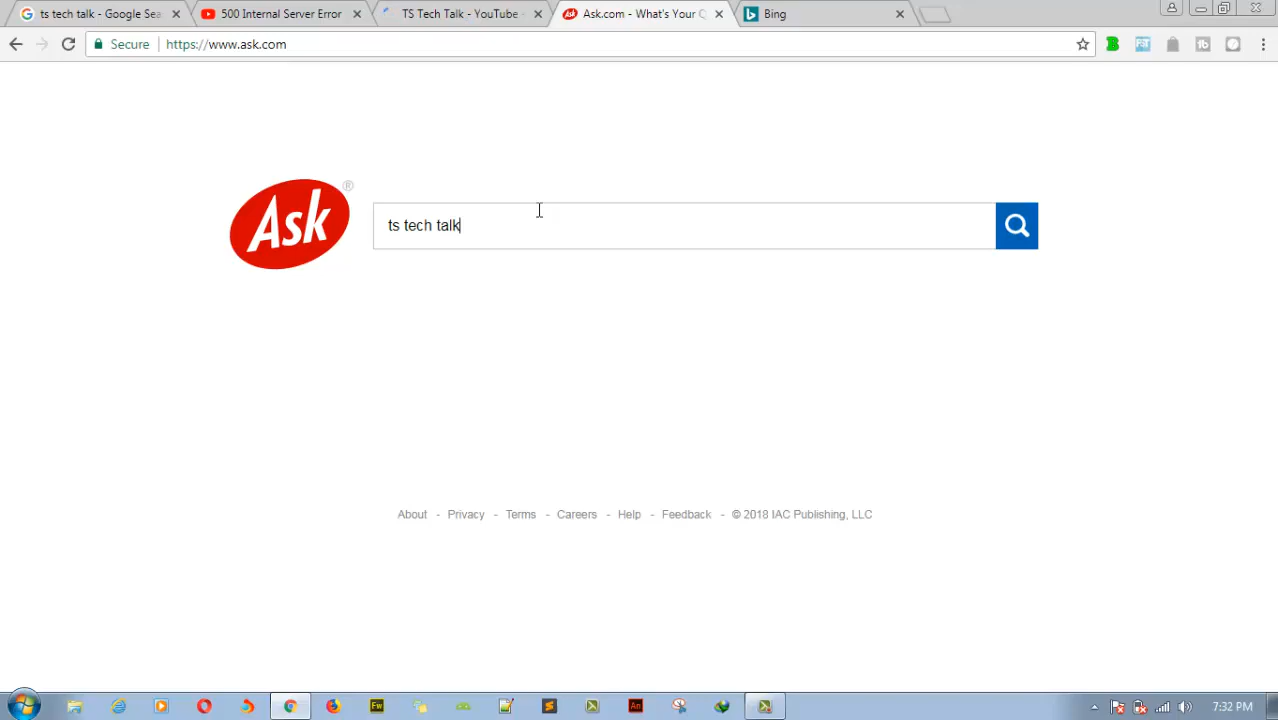 ts tech talk - Google Sea
500 Internal Server Error
TS Tech Talk - YouTube -
Ask.com - What's Your Q
Bing
Secure
https://www.ask.com
Ask®
ts tech talk
About - Privacy - Terms - Careers - Help - Feedback - © 2018 IAC Publishing, LLC
Fw
An
7:32 PM